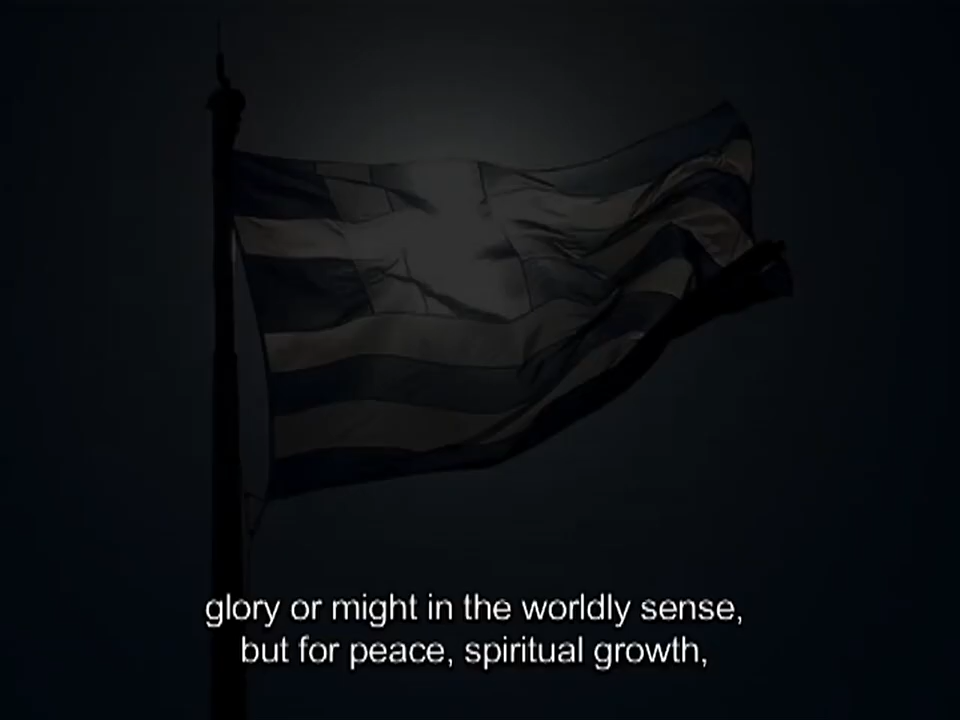 glory or might in the worldly sense,
but for peace, spiritual growth,